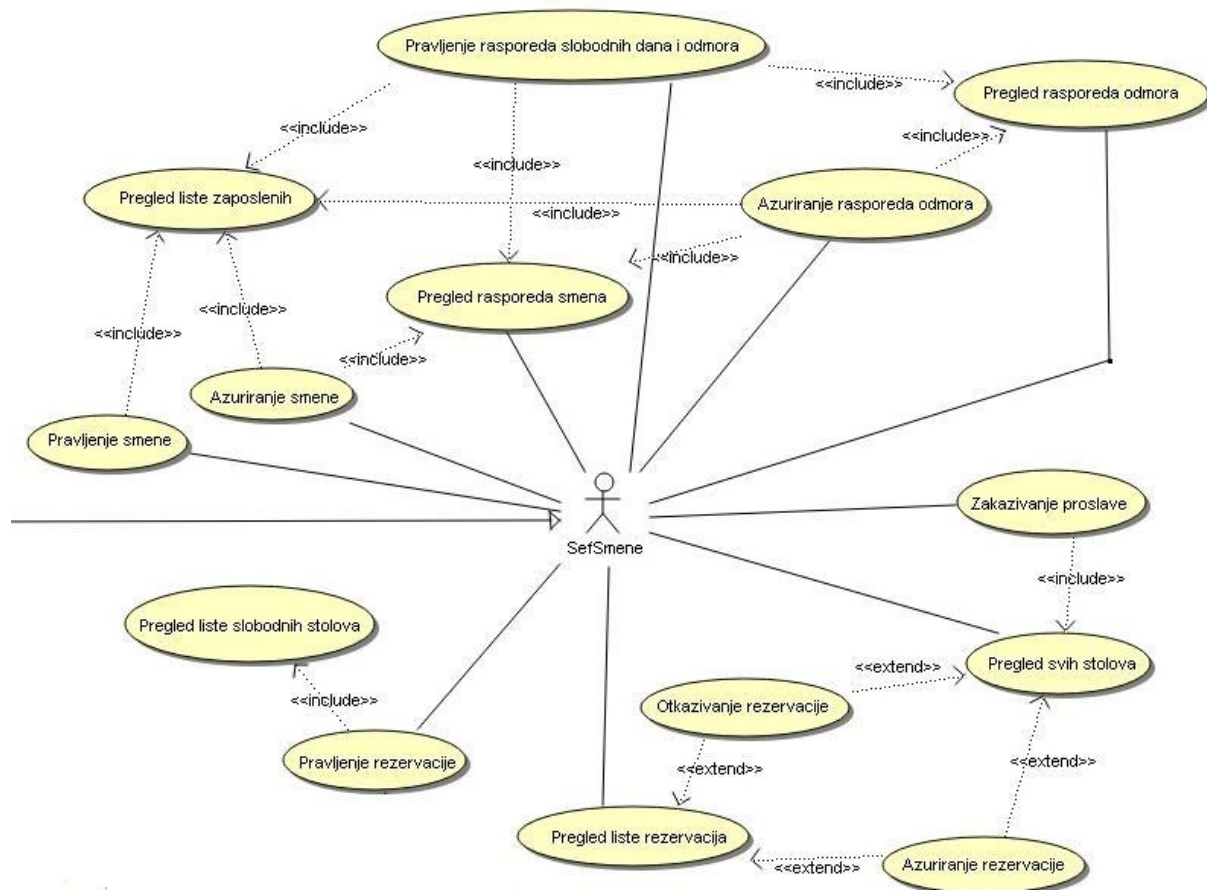 Pravljenje rasporeda slobodnih dana i odmora
<<include>>
Pregled rasporeda odmora
<<include>>
<<include>>
<<include>>
Pregled liste zaposlenih
Azuriranje rasporeda odmora
<<include>>
<<include>>
Pregled rasporeda smena
<<include>>
<<include>>
<<include>>
Azuriranje smene
Pravljenje smene
Zakazivanje proslave
SefSmene
<<include>>
Pregled liste slobodnih stolova
Pregled svih stolova
<<extend>>
<<include>>
Otkazivanje rezervacije
Pravljenje rezervacije
<<extend>>
<<extend>>
Pregled liste rezervacija
Azuriranje rezervacije
<<extend>>